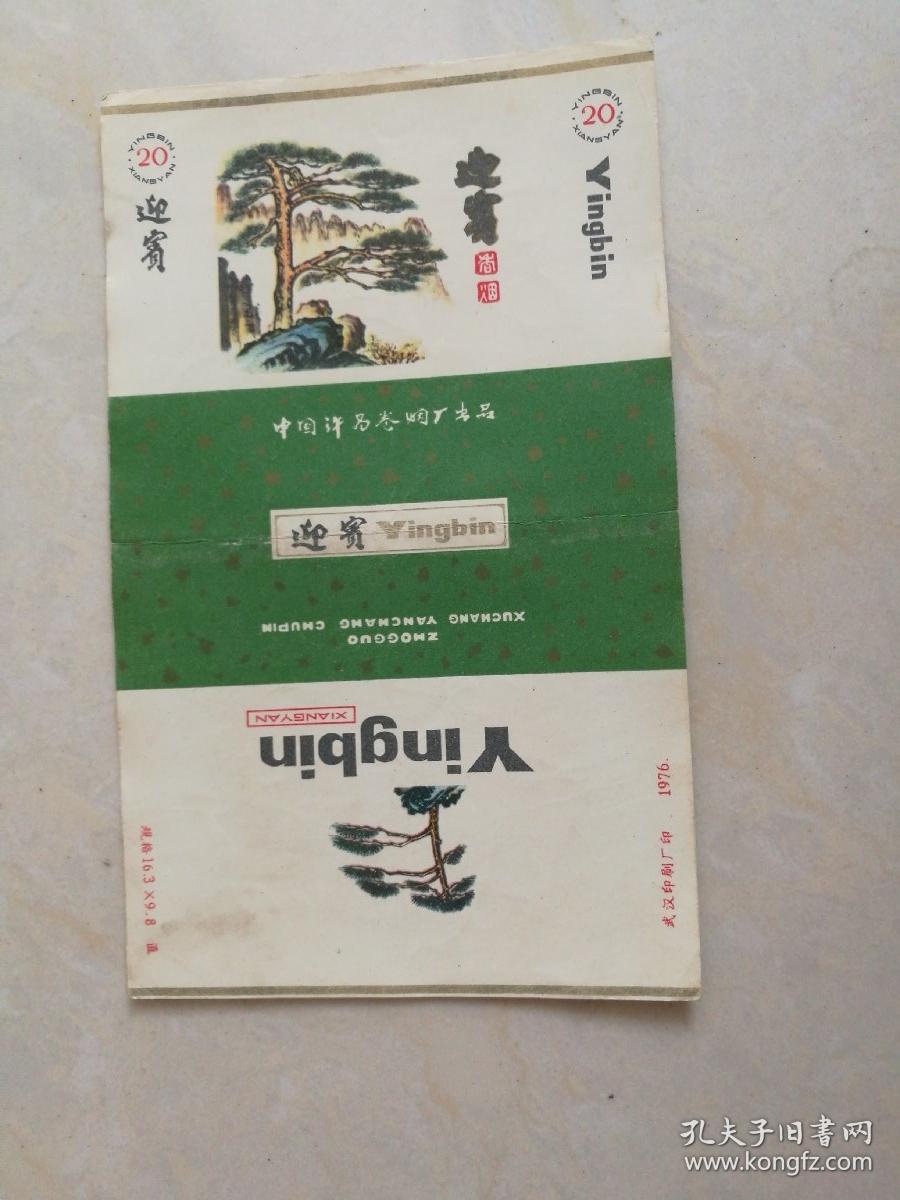 YINGBIN
20
XIANGYAN
迎賓
迎賓
香烟
YINGBIN
20
XIANGYAN
Yingbin
中国许昌卷烟厂出品
迎賓 Yingbin
ZHOGGUO
XUCHANG YANCHANG CHUPIN
XIANGYAN
Yingbin
规格16.3×9.8 直
武汉印刷厂印 1976.
孔夫子旧书网
www.kongfz.com